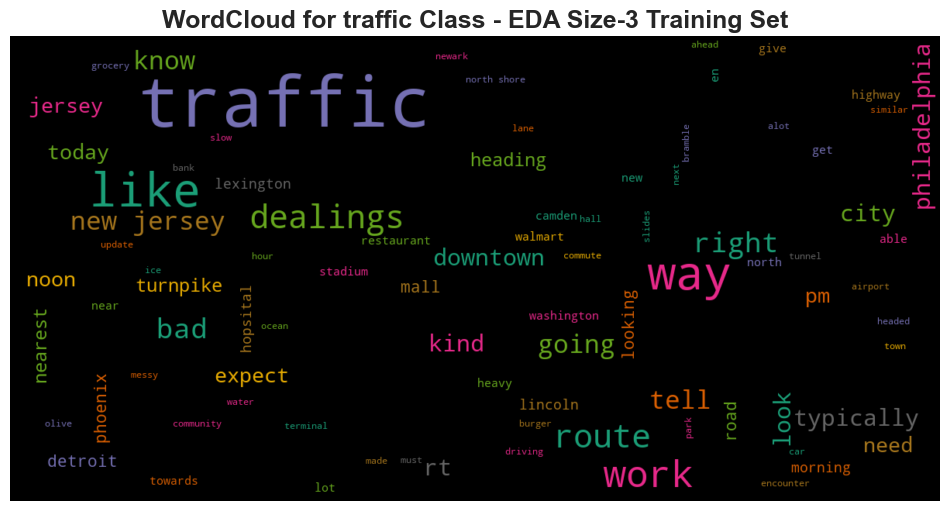 WordCloud for traffic Class - EDA Size-3 Training Set
traffic
know
grocery
newark
north shore
ahead
give
en
highway
similar
philadelphia
jersey
slow
lane
alot
bramble
get
today
bank
like
lexington
heading
new
next
new jersey
dealings
restaurant
camden
hall
slides
walmart
city
able
right
update
hour
downtown
commute
north
tunnel
way
noon
ice
turnpike
stadium
mall
airport
pm
near
hopsital
ocean
washington
looking
headed
nearest
bad
kind
going
town
messy
expect
heavy
phoenix
water
lincoln
tell
road
look
typically
olive
community
terminal
burger
route
park
need
detroit
towards
made
must
rt
driving
work
car
morning
encounter
lot